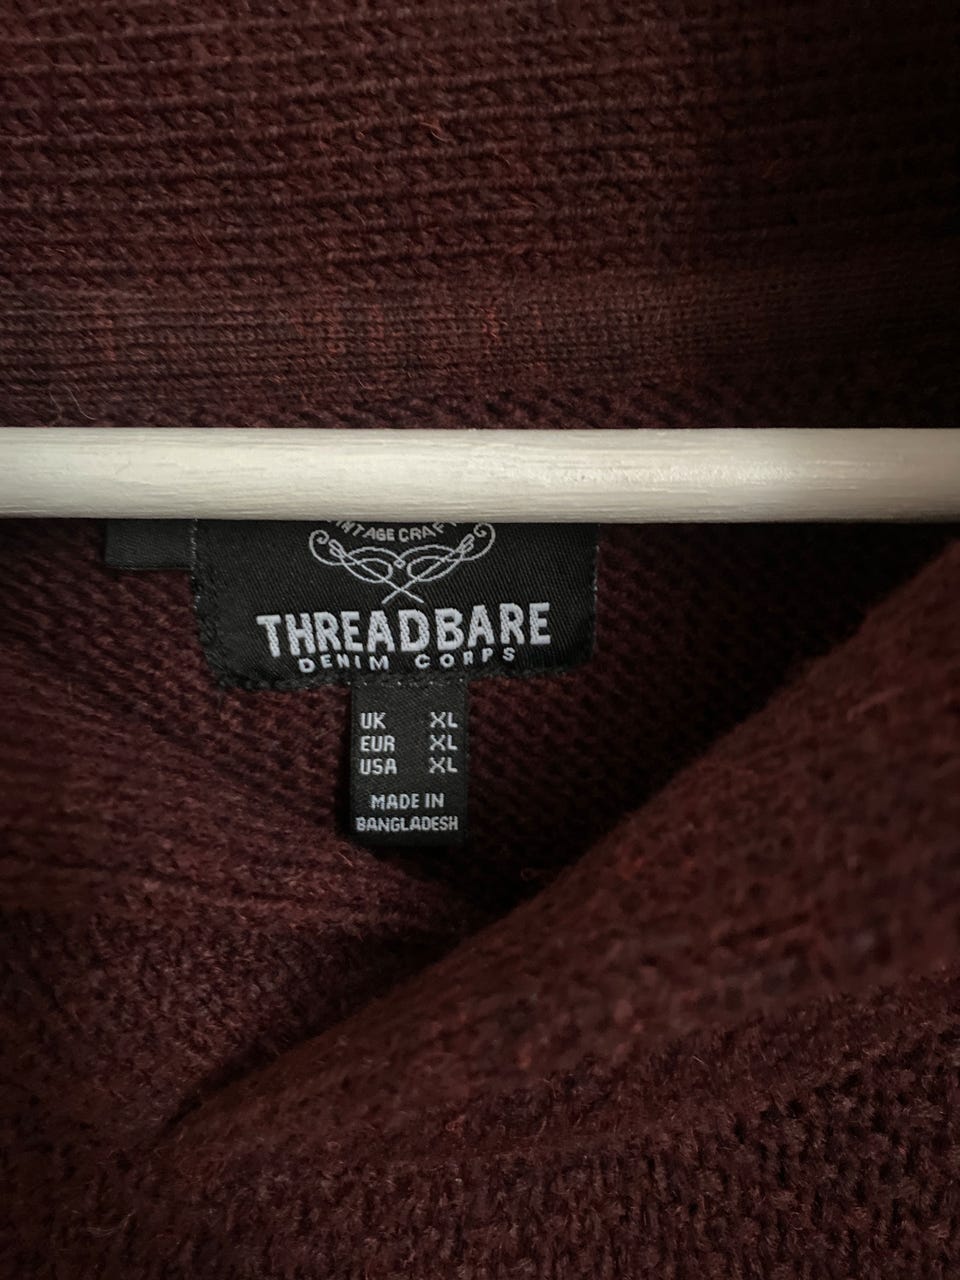 THREADBARE
DENIM CORPS
UK XL
EUR XL
USA XL
MADE IN
BANGLADESH